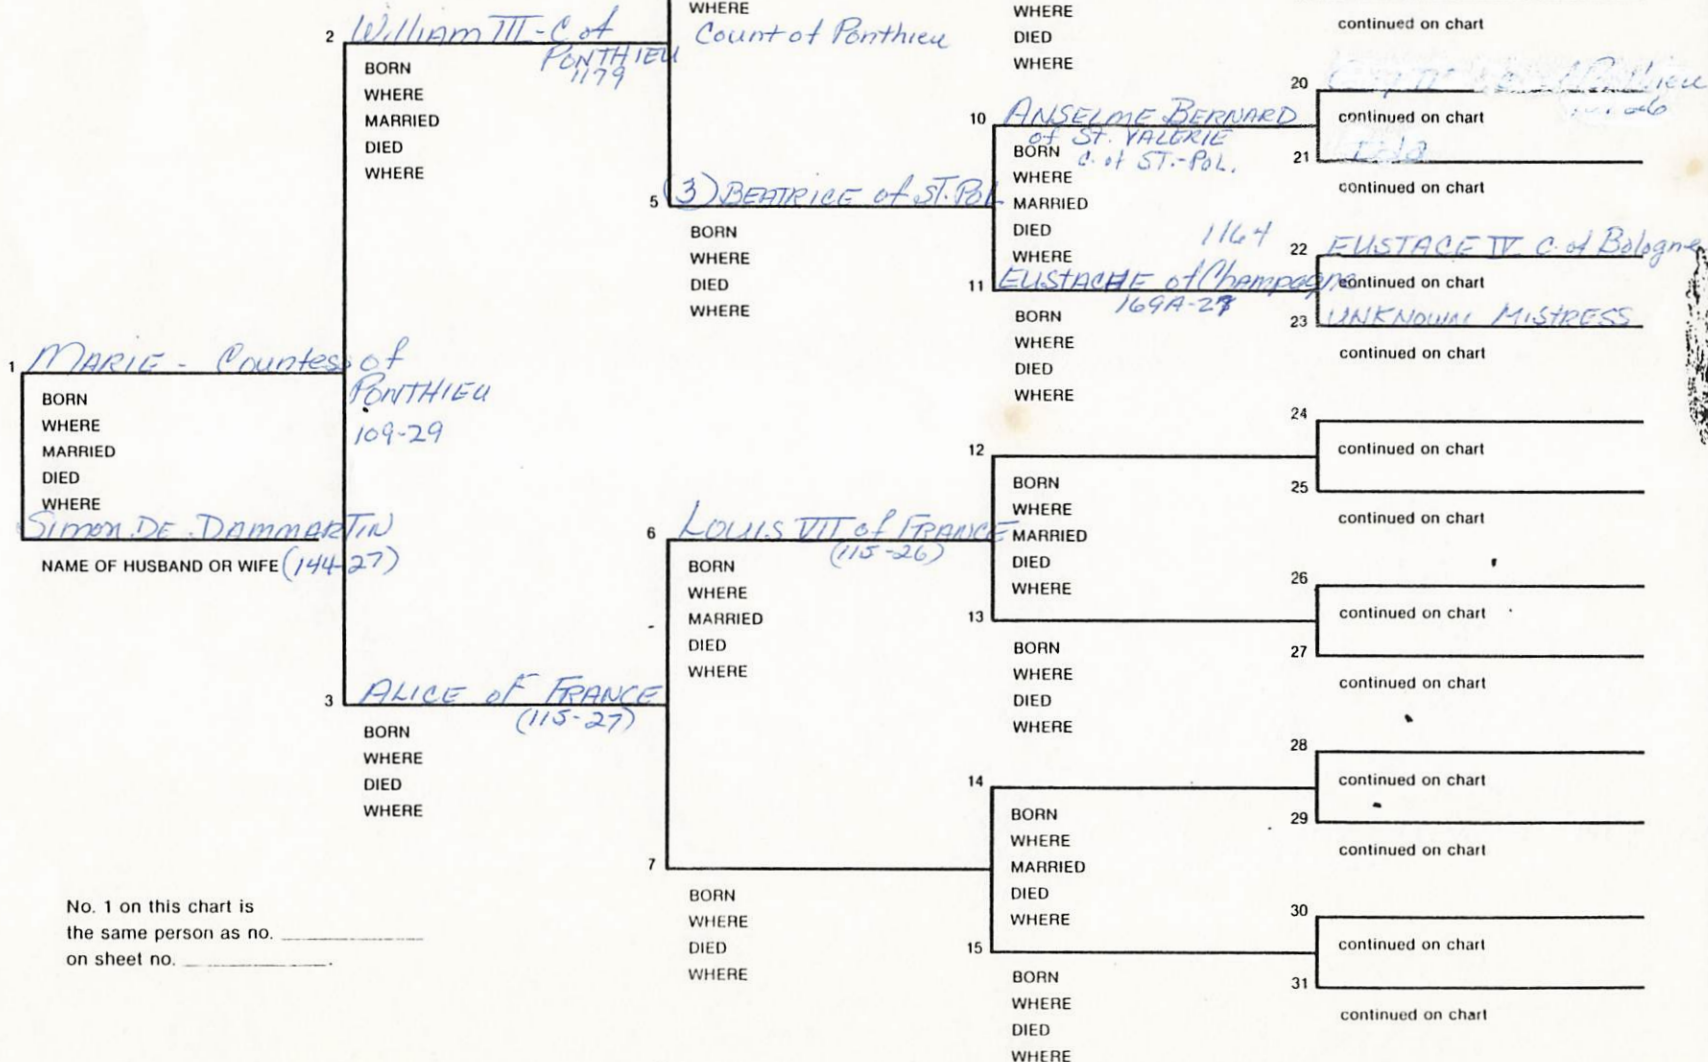 2 William III - C of
PONTHIEU
1179
BORN
WHERE
MARRIED
DIED
WHERE
WHERE
Count of Ponthieu
WHERE
DIED
WHERE
continued on chart
20
continued on chart
10 ANSELME BERNARD
of ST. VALERIE
C. of ST.-POL.
BORN
WHERE
MARRIED
DIED
WHERE
21 Ida
continued on chart
5 (3) BEATRICE of ST. POL
BORN
WHERE
DIED
WHERE
1164
22 EUSTACE IV C. of Bologne
continued on chart
11 EUSTACHE of Champagne
169A-27
BORN
WHERE
DIED
WHERE
23 UNKNOWN MISTRESS
continued on chart
1 MARIE - Countess of
PONTHIEU
109-29
BORN
WHERE
MARRIED
DIED
WHERE
Simon DE DAMMARTIN
NAME OF HUSBAND OR WIFE (144-27)
24
continued on chart
12
BORN
WHERE
MARRIED
DIED
WHERE
25
continued on chart
6 LOUIS VII of FRANCE
(115-26)
BORN
WHERE
MARRIED
DIED
WHERE
26
continued on chart
13
BORN
WHERE
DIED
WHERE
27
continued on chart
3 ALICE of FRANCE
(115-27)
BORN
WHERE
DIED
WHERE
28
continued on chart
14
BORN
WHERE
MARRIED
DIED
WHERE
29
continued on chart
7
BORN
WHERE
DIED
WHERE
30
continued on chart
15
BORN
WHERE
DIED
WHERE
31
continued on chart
No. 1 on this chart is
the same person as no.
on sheet no. .